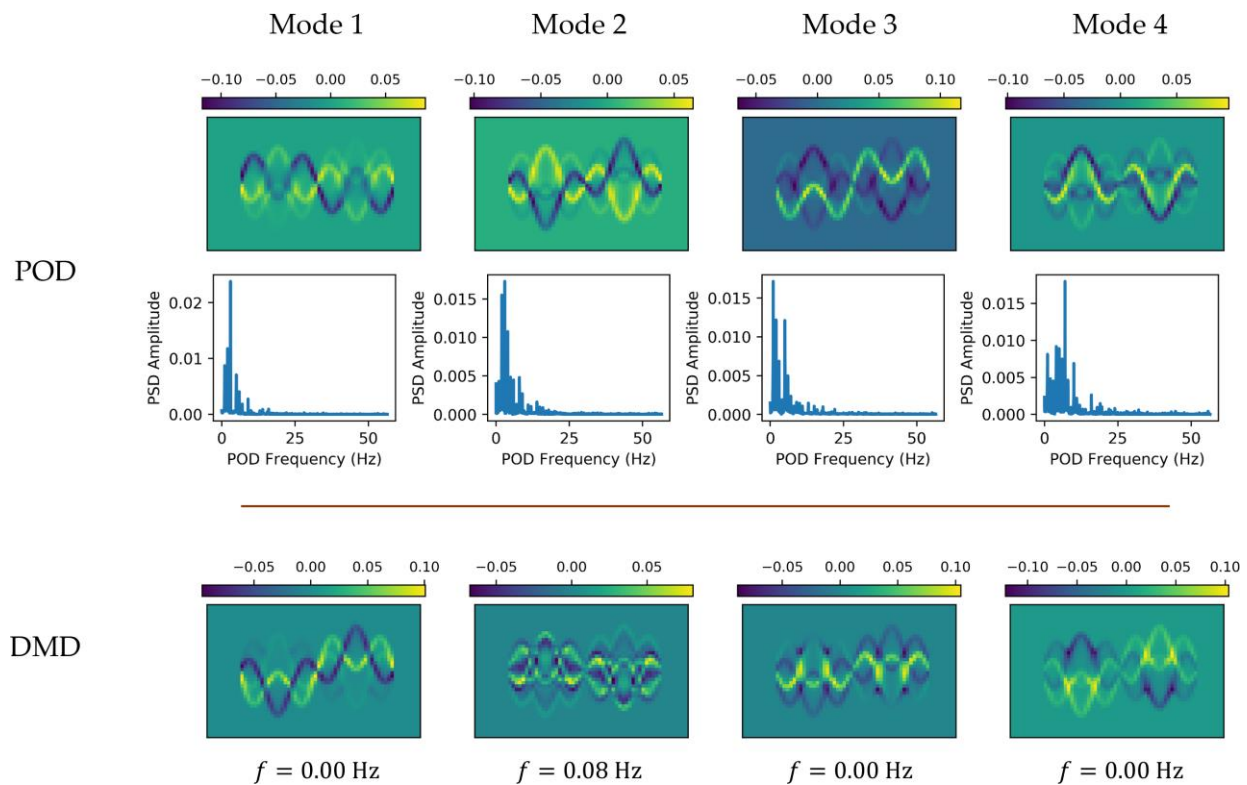 Mode 1 Mode 2 Mode 3 Mode 4
−0.10 −0.05 0.00 0.05 −0.10 −0.05 0.00 0.05 −0.05 0.00 0.05 0.10 −0.10 −0.05 0.00 0.05
POD
PSD Amplitude
0.02
0.01
0.00
0 25 50
POD Frequency (Hz)
PSD Amplitude
0.015
0.010
0.005
0.000
0 25 50
POD Frequency (Hz)
PSD Amplitude
0.015
0.010
0.005
0.000
0 25 50
POD Frequency (Hz)
PSD Amplitude
0.015
0.010
0.005
0.000
0 25 50
POD Frequency (Hz)
−0.05 0.00 0.05 0.10 −0.05 0.00 0.05 −0.05 0.00 0.05 0.10 −0.10 −0.05 0.00 0.05 0.10
DMD
f = 0.00 Hz f = 0.08 Hz f = 0.00 Hz f = 0.00 Hz